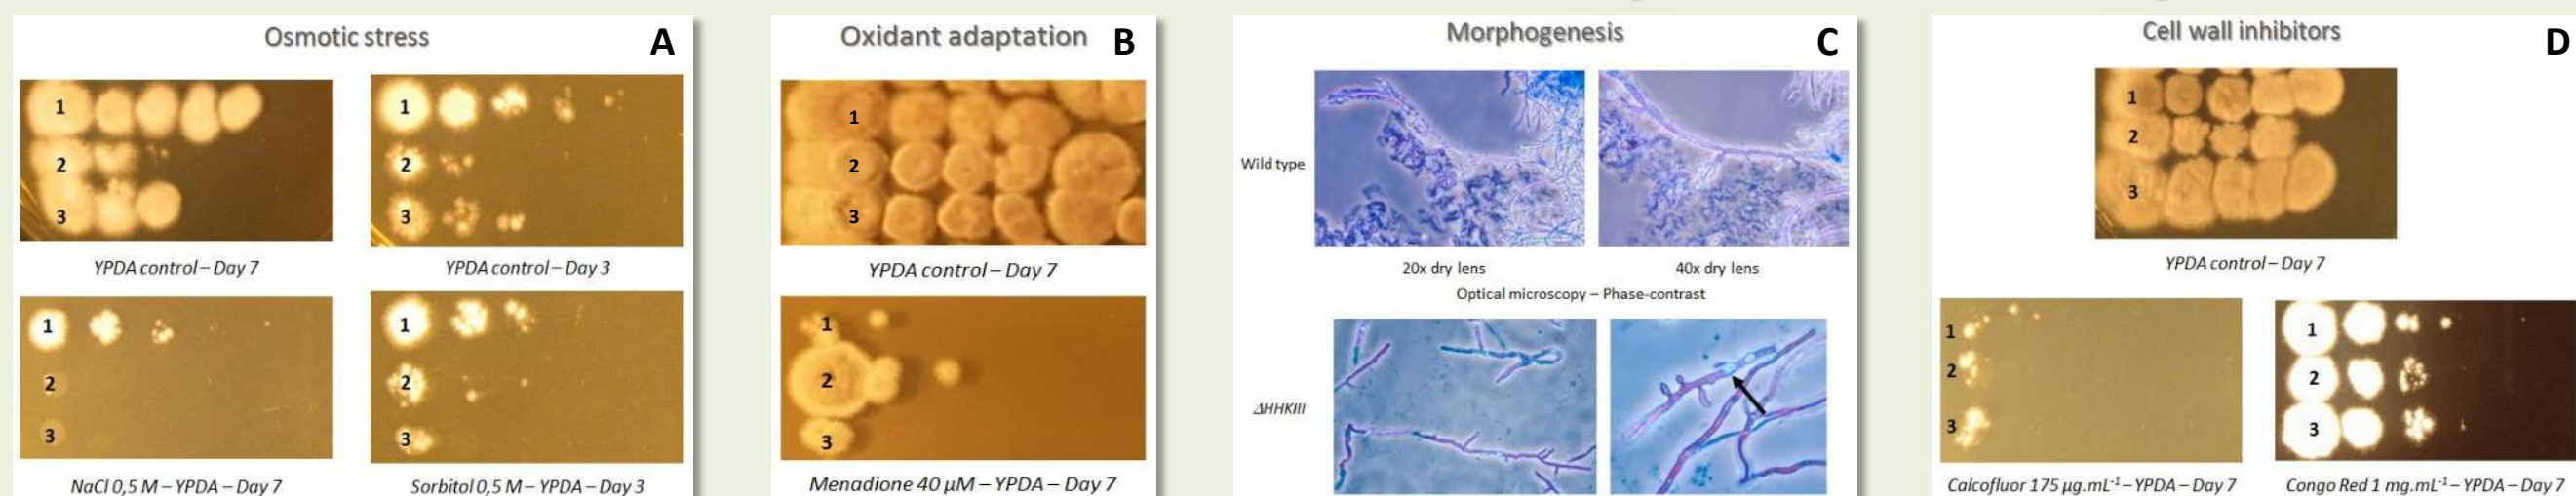 Osmotic stress
A
1
2
3
1
2
3
YPDA control – Day 7
YPDA control – Day 3
1
2
3
1
2
3
NaCl 0,5 M – YPDA – Day 7
Sorbitol 0,5 M – YPDA – Day 3
Oxidant adaptation
B
1
2
3
YPDA control – Day 7
1
2
3
Menadione 40 µM – YPDA – Day 7
Morphogenesis
C
Wild type
20x dry lens
40x dry lens
Optical microscopy – Phase-contrast
ΔHHKIII
Cell wall inhibitors
D
1
2
3
YPDA control – Day 7
1
2
3
1
2
3
Calcofluor 175 µg.mL⁻¹ – YPDA – Day 7
Congo Red 1 mg.mL⁻¹ – YPDA – Day 7